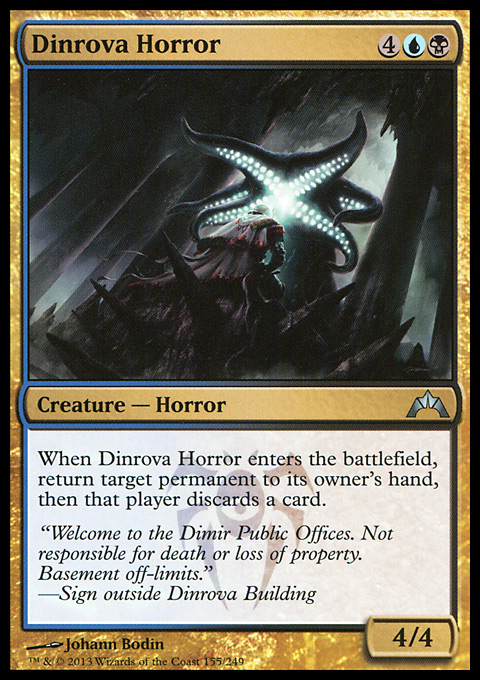 Dinrova Horror
4
Creature — Horror
When Dinrova Horror enters the battlefield,
return target permanent to its owner's hand,
then that player discards a card.
“Welcome to the Dimir Public Offices. Not
responsible for death or loss of property.
Basement off-limits.”
—Sign outside Dinrova Building
4/4
Johann Bodin
™ & © 2013 Wizards of the Coast 155/249